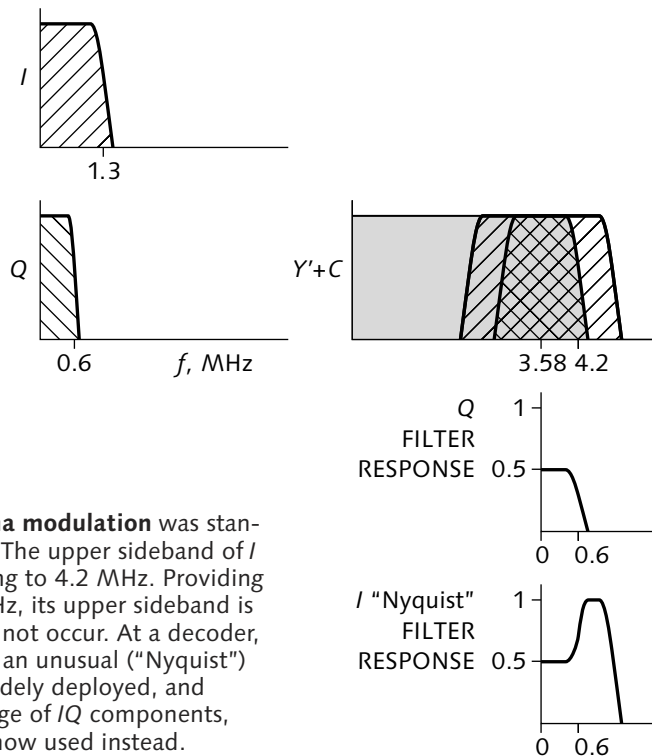 I
1.3
Q
0.6
f, MHz
Y'+C
3.58 4.2
Q
FILTER
RESPONSE
1
0.5
0 0.6
I "Nyquist"
FILTER
RESPONSE
1
0.5
0 0.6
na modulation was stan-
The upper sideband of I
ng to 4.2 MHz. Providing
Hz, its upper sideband is
not occur. At a decoder,
an unusual ("Nyquist")
idely deployed, and
ge of IQ components,
now used instead.